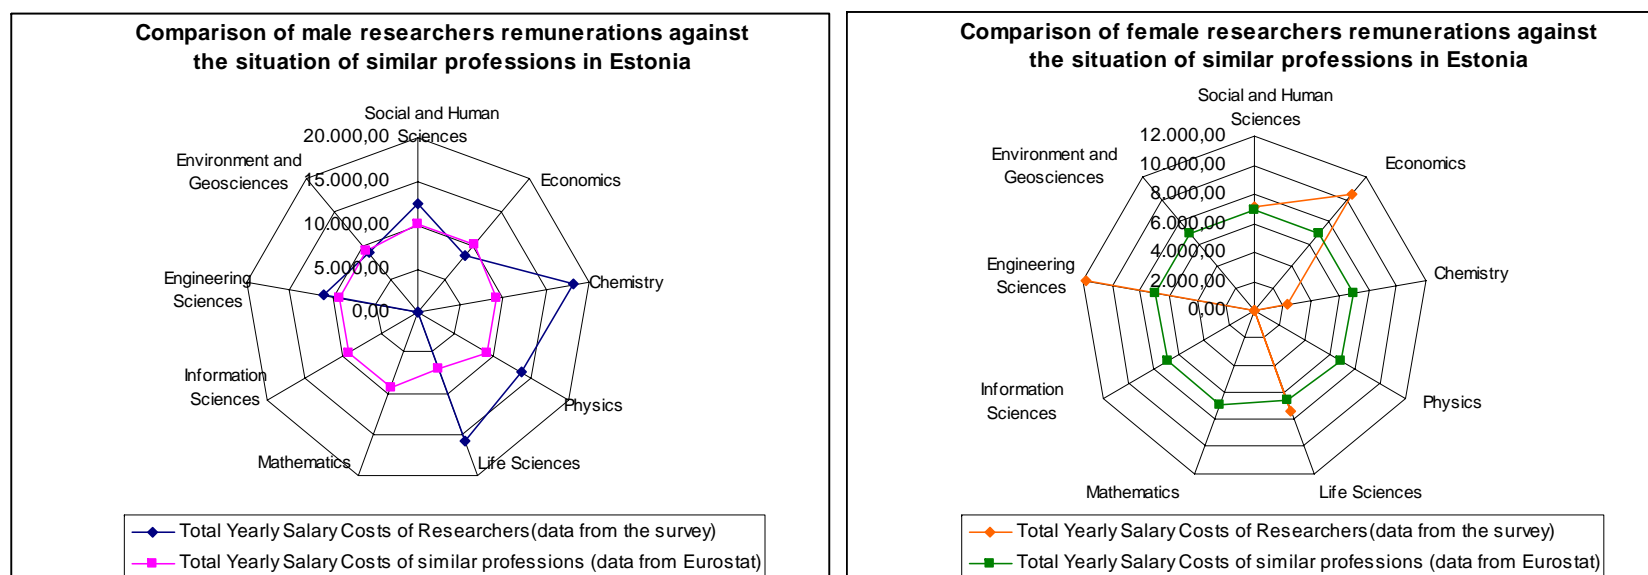 Comparison of male researchers remunerations against
the situation of similar professions in Estonia
Social and Human
Sciences
Economics
Chemistry
Physics
Life Sciences
Mathematics
Information
Sciences
Engineering
Sciences
Environment and
Geosciences
20.000,00
15.000,00
10.000,00
5.000,00
0,00
Total Yearly Salary Costs of Researchers(data from the survey)
Total Yearly Salary Costs of similar professions (data from Eurostat)
Comparison of female researchers remunerations against
the situation of similar professions in Estonia
Social and Human
Sciences
Economics
Chemistry
Physics
Life Sciences
Mathematics
Information
Sciences
Engineering
Sciences
Environment and
Geosciences
12.000,00
10.000,00
8.000,00
6.000,00
4.000,00
2.000,00
0,00
Total Yearly Salary Costs of Researchers(data from the survey)
Total Yearly Salary Costs of similar professions (data from Eurostat)